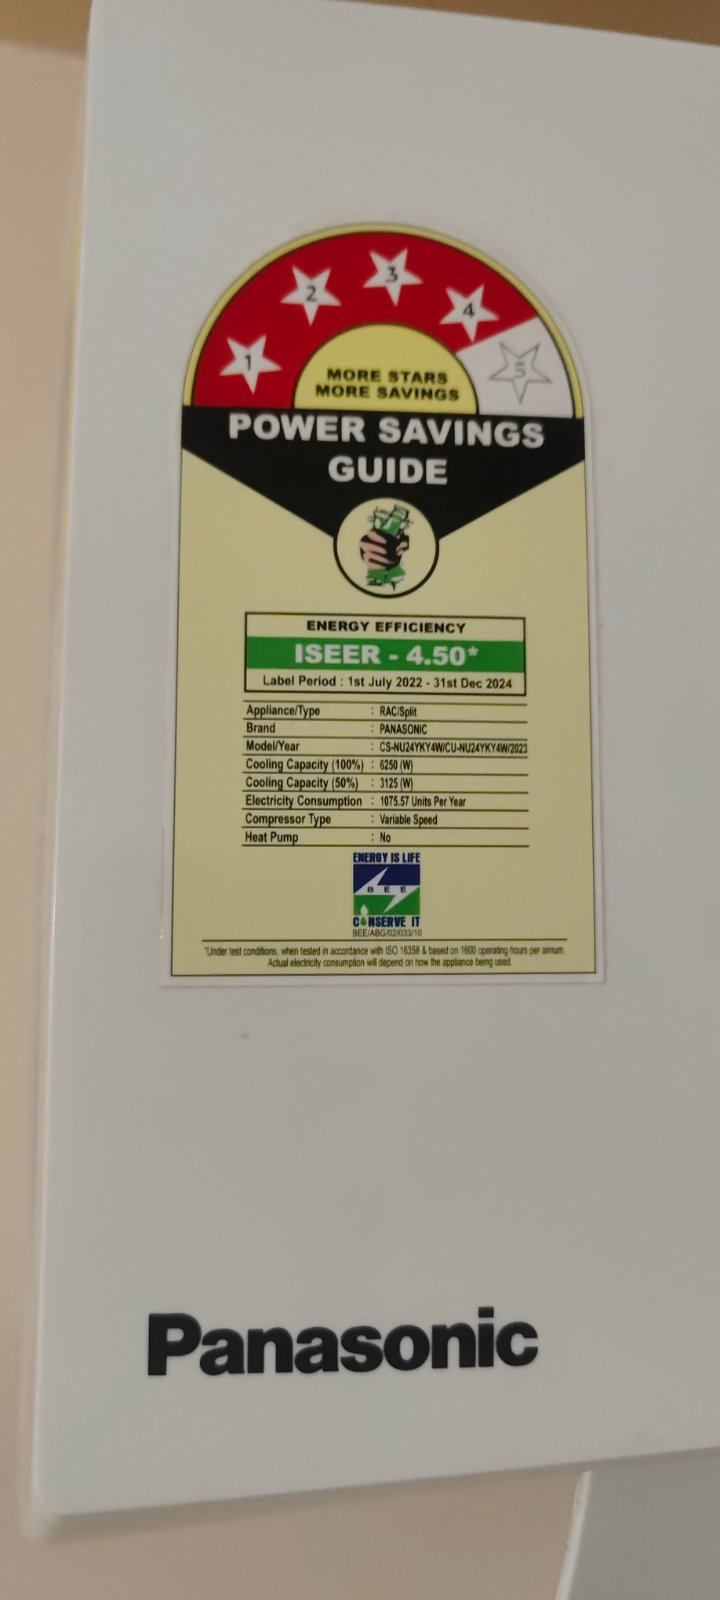 1 2 3 4 5
MORE STARS
MORE SAVINGS
POWER SAVINGS
GUIDE
ENERGY EFFICIENCY
ISEER - 4.50*
Label Period : 1st July 2022 - 31st Dec 2024
Appliance/Type : RAC/Split
Brand : PANASONIC
Model/Year : CS-NU24YKY4W/CU-NU24YKY4W/2023
Cooling Capacity (100%) : 6250 (W)
Cooling Capacity (50%) : 3125 (W)
Electricity Consumption : 1075.57 Units Per Year
Compressor Type : Variable Speed
Heat Pump : No
ENERGY IS LIFE
BEE
CONSERVE IT
BEE/ABG/02/033/10
*Under test conditions, when tested in accordance with ISO 16358 & based on 1600 operating hours per annum.
Actual electricity consumption will depend on how the appliance being used.
Panasonic